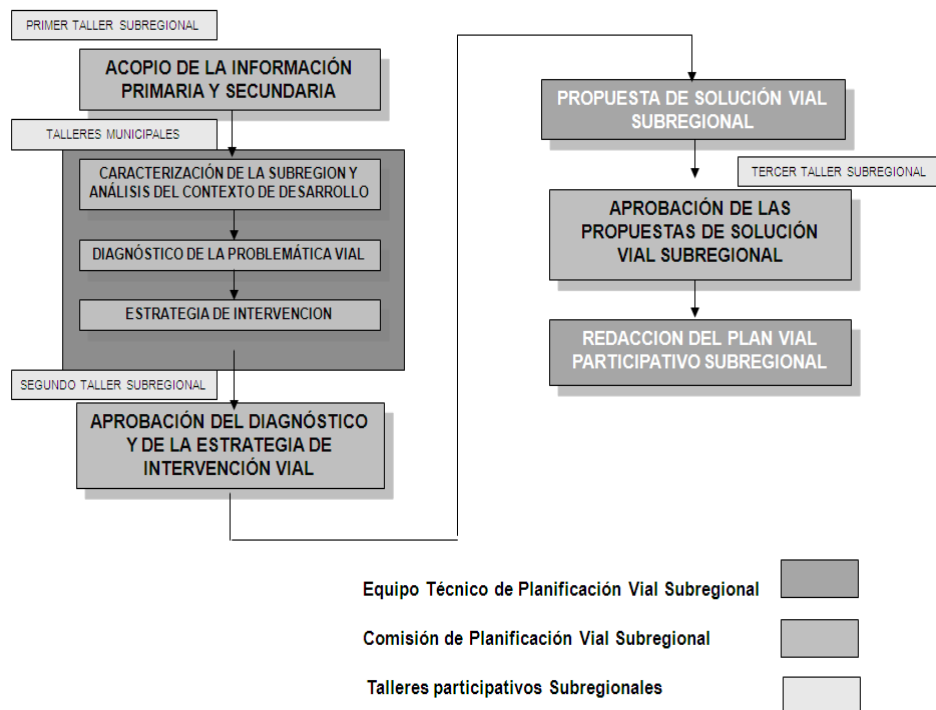 PRIMER TALLER SUBREGIONAL
ACOPIO DE LA INFORMACIÓN
PRIMARIA Y SECUNDARIA
TALLERES MUNICIPALES
CARACTERIZACIÓN DE LA SUBREGION Y
ANÁLISIS DEL CONTEXTO DE DESARROLLO
DIAGNÓSTICO DE LA PROBLEMÁTICA VIAL
ESTRATEGIA DE INTERVENCION
SEGUNDO TALLER SUBREGIONAL
APROBACIÓN DEL DIAGNÓSTICO
Y DE LA ESTRATEGIA DE
INTERVENCIÓN VIAL
PROPUESTA DE SOLUCIÓN VIAL
SUBREGIONAL
TERCER TALLER SUBREGIONAL
APROBACIÓN DE LAS
PROPUESTAS DE SOLUCIÓN
VIAL SUBREGIONAL
REDACCION DEL PLAN VIAL
PARTICIPATIVO SUBREGIONAL
Equipo Técnico de Planificación Vial Subregional
Comisión de Planificación Vial Subregional
Talleres participativos Subregionales